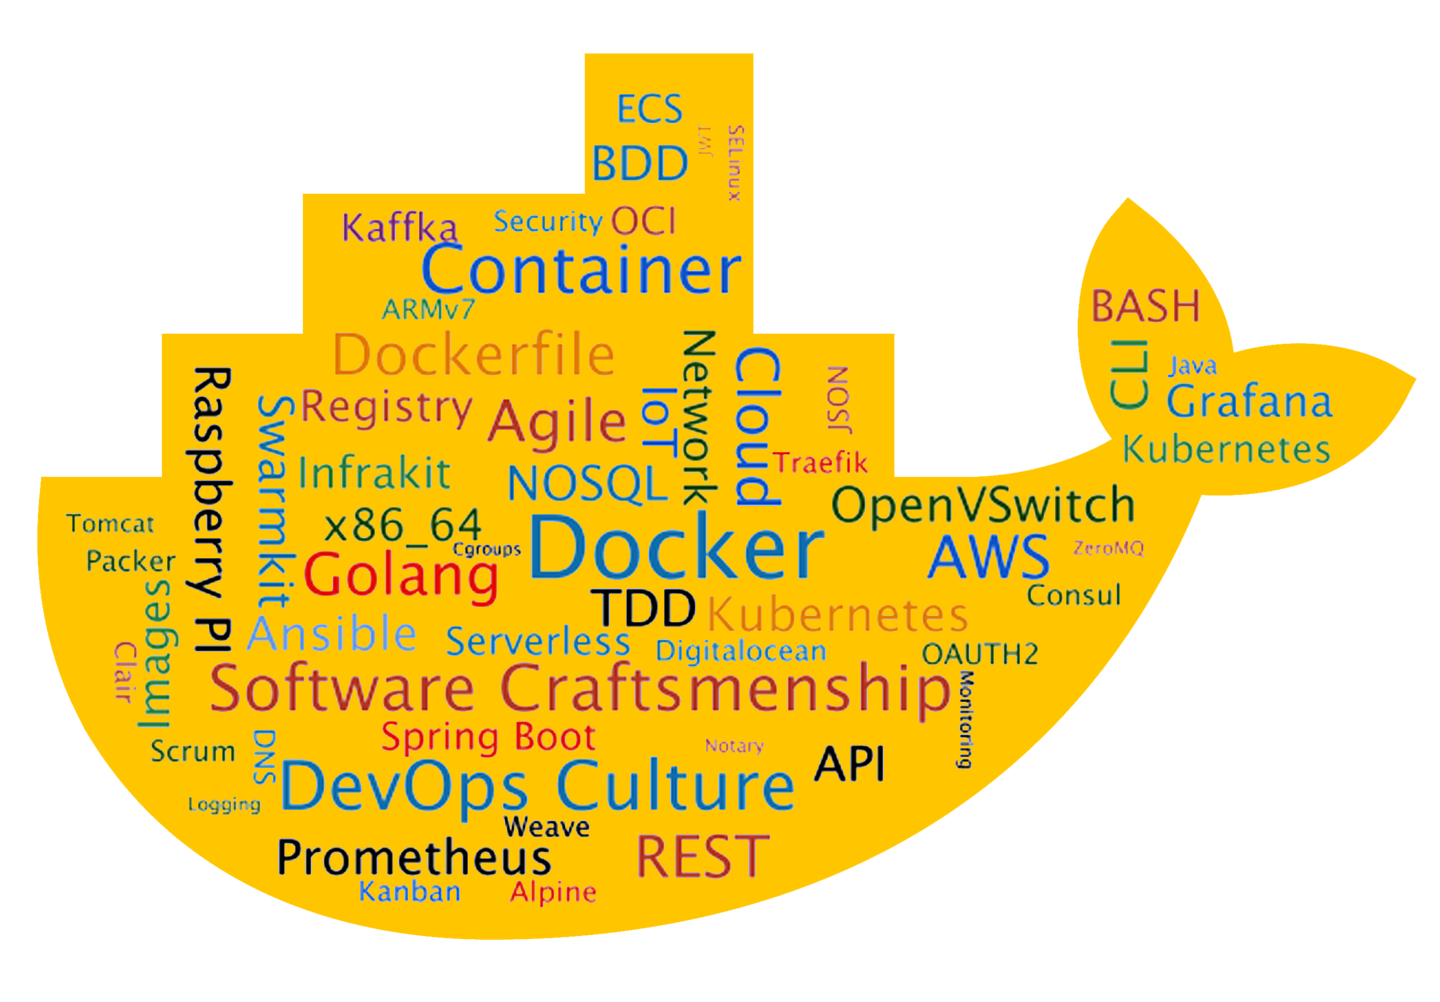 ECS
BDD
JWT
SELinux
Kaffka
Security
OCI
Container
ARMv7
Dockerfile
Network
Cloud
JSON
Raspberry PI
Swarmkit
Registry
Agile
IoT
Infrakit
NOSQL
Traefik
BASH
CLI
Java
Grafana
Kubernetes
OpenVSwitch
Tomcat
x86_64
Cgroups
Docker
AWS
ZeroMQ
Packer
Golang
Images
TDD
Kubernetes
Consul
Ansible
Serverless
Digitalocean
OAUTH2
Clair
Software Craftsmenship
Monitoring
Scrum
DNS
Spring Boot
Notary
API
Logging
DevOps Culture
Weave
Prometheus
REST
Kanban
Alpine